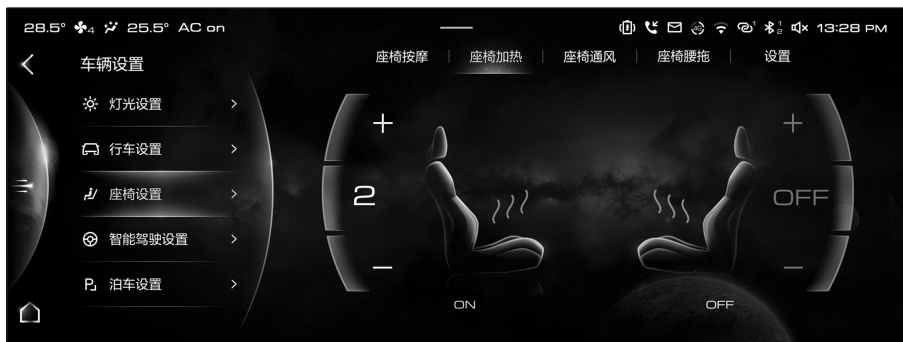 28.5° 4 25.5° AC on
13:28 PM
车辆设置
座椅按摩 座椅加热 座椅通风 座椅腰拖 设置
灯光设置
行车设置
座椅设置
智能驾驶设置
泊车设置
2
OFF
ON
OFF